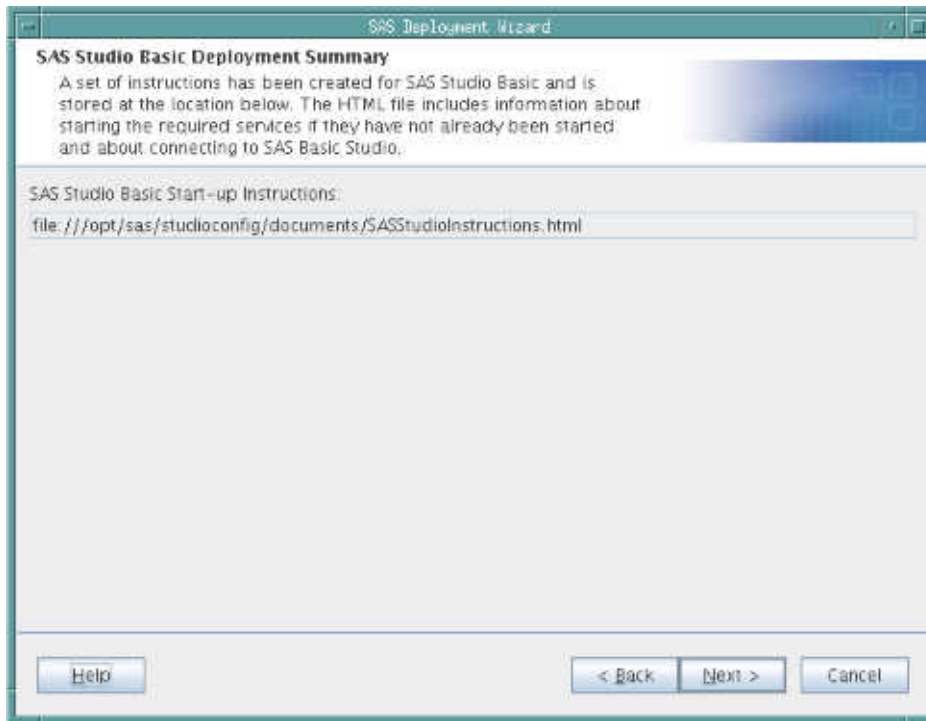 SAS Deployment Wizard
SAS Studio Basic Deployment Summary
A set of instructions has been created for SAS Studio Basic and is
stored at the location below. The HTML file includes information about
starting the required services if they have not already been started
and about connecting to SAS Basic Studio.
SAS Studio Basic Start-up Instructions:
file:///opt/sas/studioconfig/documents/SASStudioInstructions.html
Help
< Back
Next >
Cancel